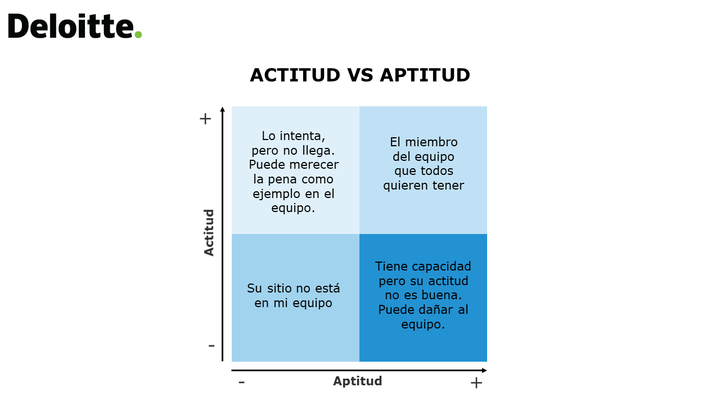 Deloitte.
ACTITUD VS APTITUD
+
Lo intenta,
pero no llega.
Puede merecer
la pena como
ejemplo en el
equipo.
El miembro
del equipo
que todos
quieren tener
Actitud
Su sitio no está
en mi equipo
Tiene capacidad
pero su actitud
no es buena.
Puede dañar al
equipo.
–
– Aptitud +